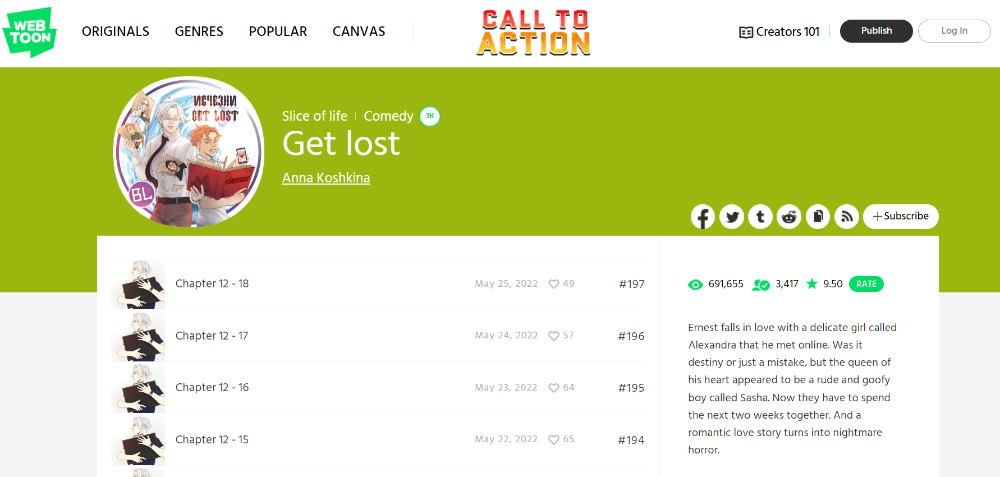 WEB
TOON
ORIGINALS
GENRES
POPULAR
CANVAS
CALL TO
ACTION
Creators 101
Publish
Log In
ИСЧЕЗНИ
GET LOST
BL
Slice of life
Comedy
3K
Get lost
Anna Koshkina
+ Subscribe
Chapter 12 - 18
May 25, 2022
49
#197
Chapter 12 - 17
May 24, 2022
57
#196
Chapter 12 - 16
May 23, 2022
64
#195
Chapter 12 - 15
May 22, 2022
65
#194
691,655
3,417
9.50
RATE
Ernest falls in love with a delicate girl called
Alexandra that he met online. Was it
destiny or just a mistake, but the queen of
his heart appeared to be a rude and goofy
boy called Sasha. Now they have to spend
the next two weeks together. And a
romantic love story turns into nightmare
horror.